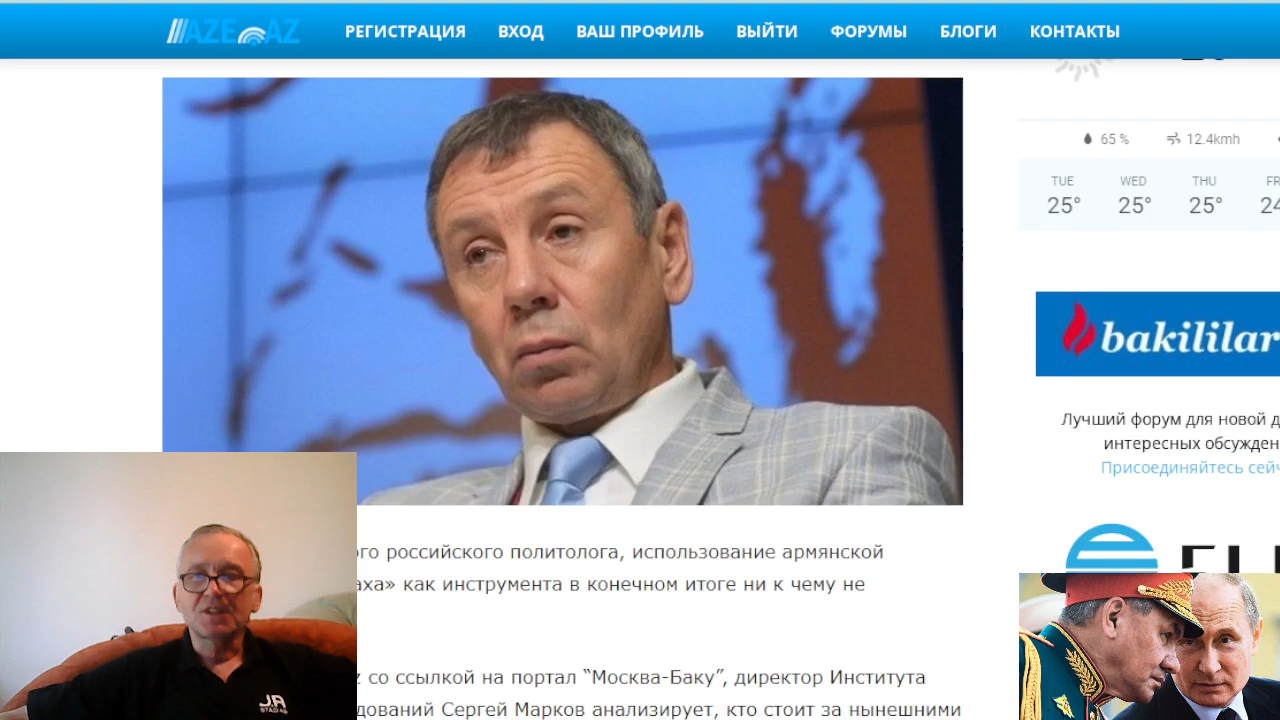 AZE AZ
РЕГИСТРАЦИЯ ВХОД ВАШ ПРОФИЛЬ ВЫЙТИ ФОРУМЫ БЛОГИ КОНТАКТЫ
65 % 12.4kmh
TUE WED THU FR
25° 25° 25° 24
bakililar
Лучший форум для новой д
интересных обсужден
Присоединяйтесь сейч
ого российского политолога, использование армянской
аха» как инструмента в конечном итоге ни к чему не
z со ссылкой на портал “Москва-Баку”, директор Института
дований Сергей Марков анализирует, кто стоит за нынешними